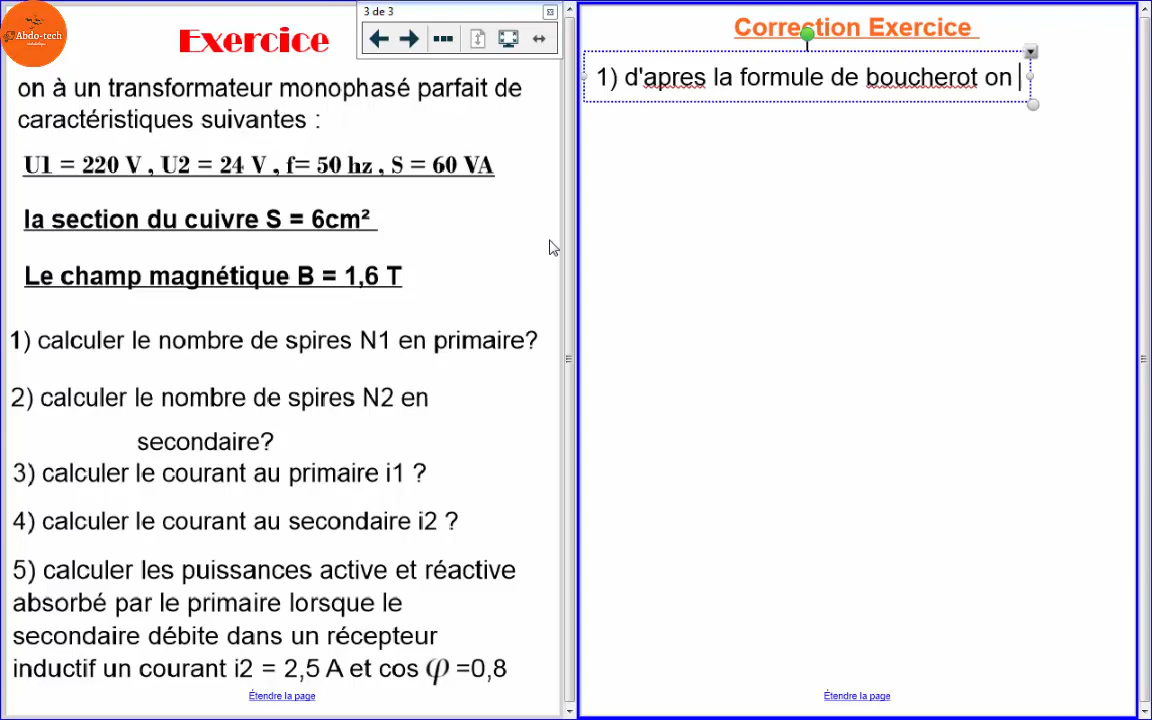 Abdo-tech
Exercice
3 de 3
on à un transformateur monophasé parfait de
caractéristiques suivantes :
U1 = 220 V , U2 = 24 V , f= 50 hz , S = 60 VA
la section du cuivre S = 6cm²
Le champ magnétique B = 1,6 T
1) calculer le nombre de spires N1 en primaire?
2) calculer le nombre de spires N2 en
secondaire?
3) calculer le courant au primaire i1 ?
4) calculer le courant au secondaire i2 ?
5) calculer les puissances active et réactive
absorbé par le primaire lorsque le
secondaire débite dans un récepteur
inductif un courant i2 = 2,5 A et cos φ =0,8
Étendre la page
Correction Exercice
1) d'apres la formule de boucherot on
Étendre la page